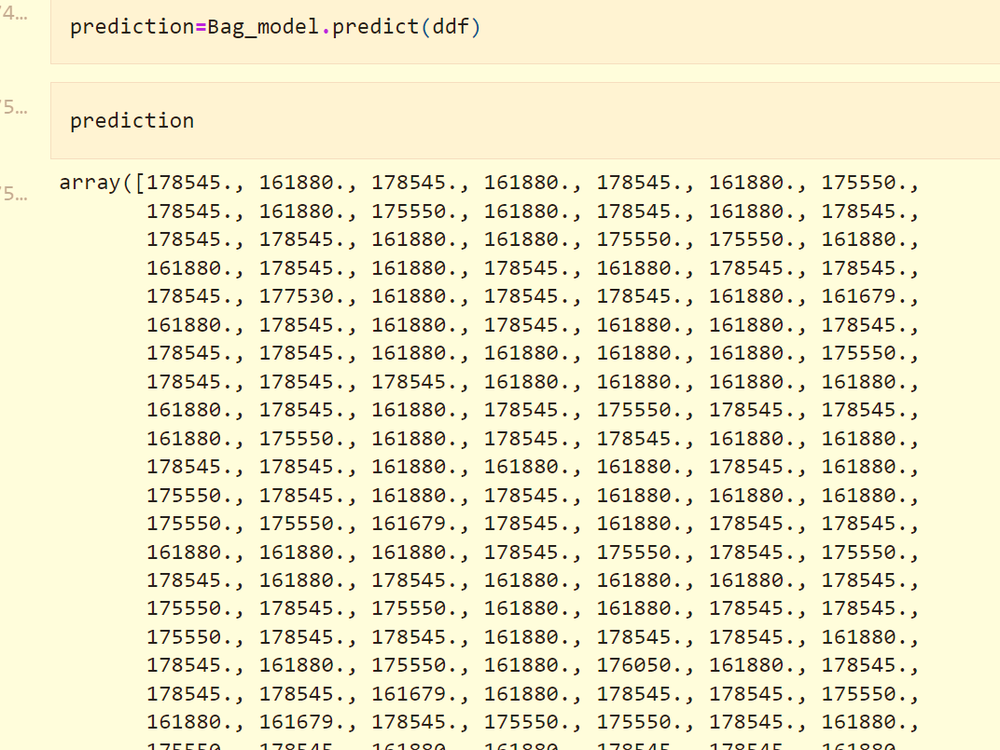 4…
prediction=Bag_model.predict(ddf)
5…
prediction
5…
array([178545., 161880., 178545., 161880., 178545., 161880., 175550.,
178545., 161880., 175550., 161880., 178545., 161880., 178545.,
178545., 178545., 161880., 161880., 175550., 175550., 161880.,
161880., 178545., 161880., 178545., 161880., 178545., 178545.,
178545., 177530., 161880., 178545., 178545., 161880., 161679.,
161880., 178545., 161880., 178545., 161880., 161880., 178545.,
178545., 178545., 161880., 161880., 161880., 161880., 175550.,
178545., 178545., 178545., 161880., 161880., 161880., 161880.,
161880., 178545., 161880., 178545., 175550., 178545., 178545.,
161880., 175550., 161880., 178545., 178545., 161880., 161880.,
178545., 178545., 161880., 161880., 161880., 178545., 161880.,
175550., 178545., 161880., 178545., 161880., 161880., 161880.,
175550., 175550., 161679., 178545., 161880., 178545., 178545.,
161880., 161880., 161880., 178545., 175550., 178545., 175550.,
178545., 161880., 178545., 161880., 161880., 161880., 178545.,
175550., 178545., 175550., 161880., 161880., 178545., 178545.,
175550., 178545., 178545., 161880., 178545., 178545., 161880.,
178545., 161880., 175550., 161880., 176050., 161880., 178545.,
178545., 178545., 161679., 161880., 178545., 178545., 175550.,
161880., 161679., 178545., 175550., 175550., 178545., 161880.,
175550., 178545., 161880., 161880., 178545., 178545., 161880.